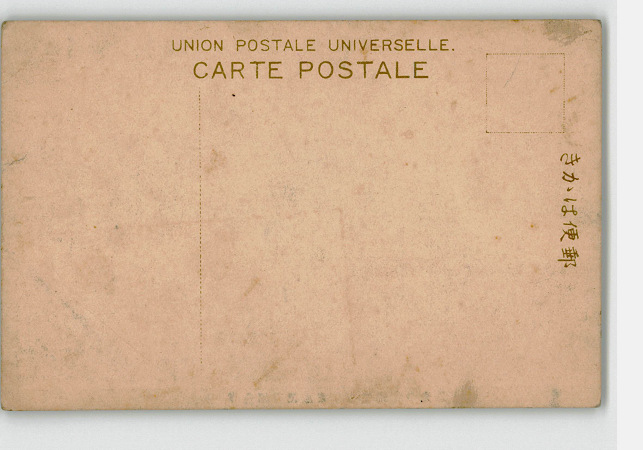 UNION POSTALE UNIVERSELLE.
CARTE POSTALE
きかは便郵